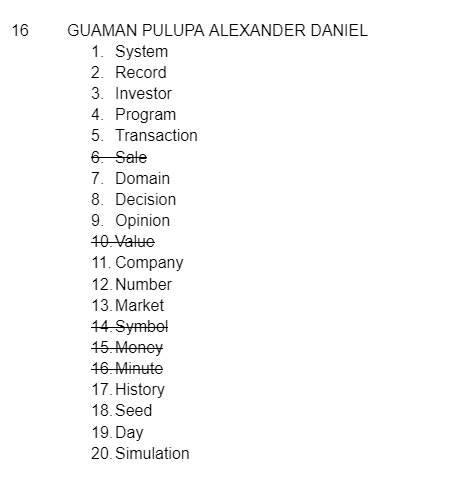 16 GUAMAN PULUPA ALEXANDER DANIEL
1. System
2. Record
3. Investor
4. Program
5. Transaction
6. Sale
7. Domain
8. Decision
9. Opinion
10. Value
11. Company
12. Number
13. Market
14. Symbol
15. Money
16. Minute
17. History
18. Seed
19. Day
20. Simulation